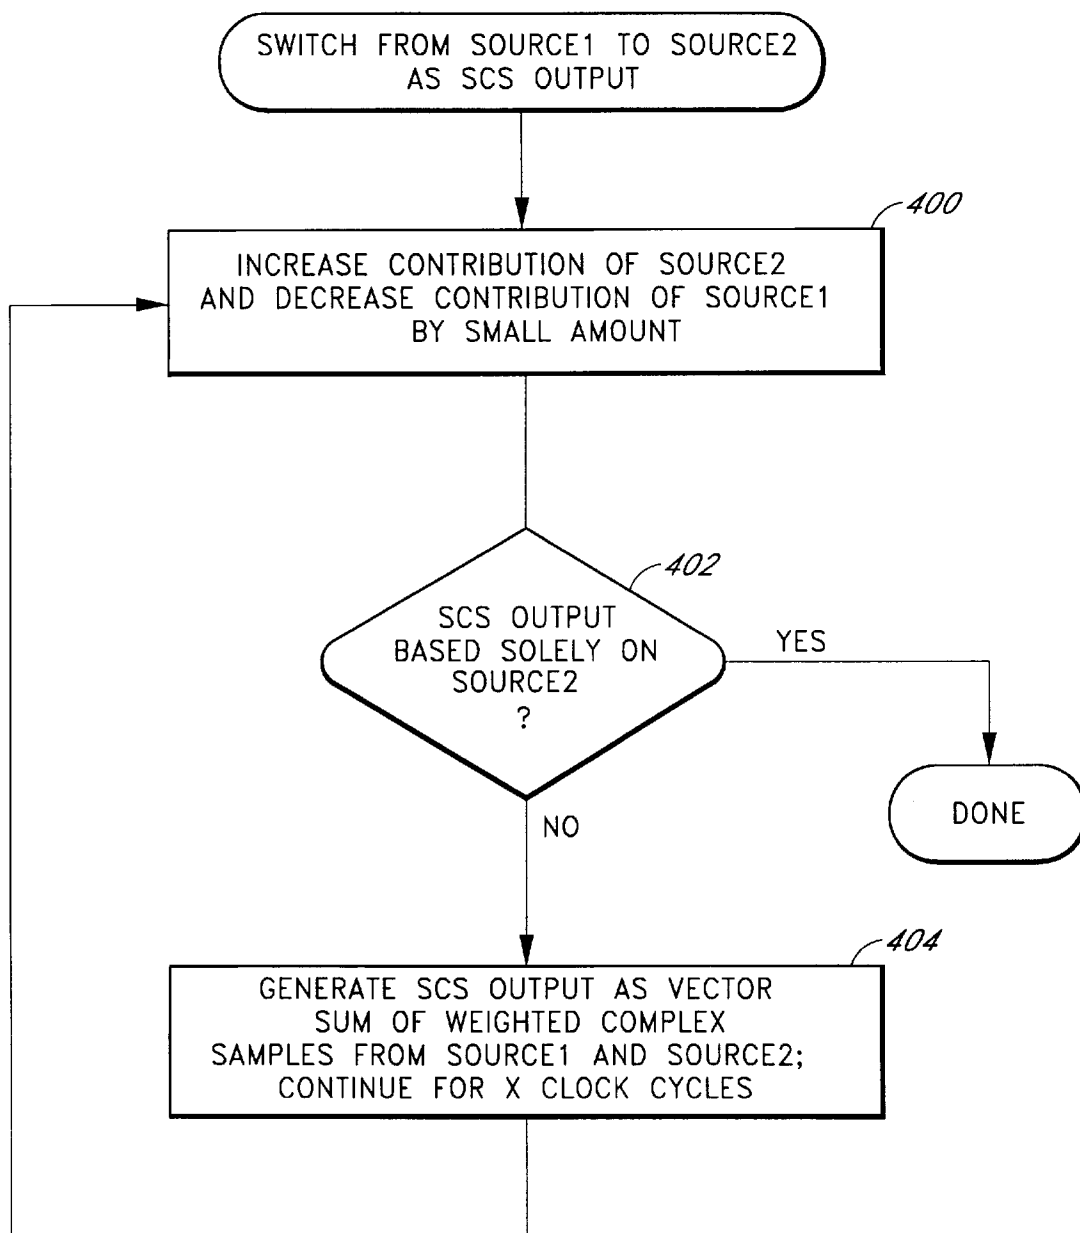 SWITCH FROM SOURCE1 TO SOURCE2
AS SCS OUTPUT
400
INCREASE CONTRIBUTION OF SOURCE2
AND DECREASE CONTRIBUTION OF SOURCE1
BY SMALL AMOUNT
402
SCS OUTPUT
BASED SOLELY ON
SOURCE2
?
YES
DONE
NO
404
GENERATE SCS OUTPUT AS VECTOR
SUM OF WEIGHTED COMPLEX
SAMPLES FROM SOURCE1 AND SOURCE2;
CONTINUE FOR X CLOCK CYCLES